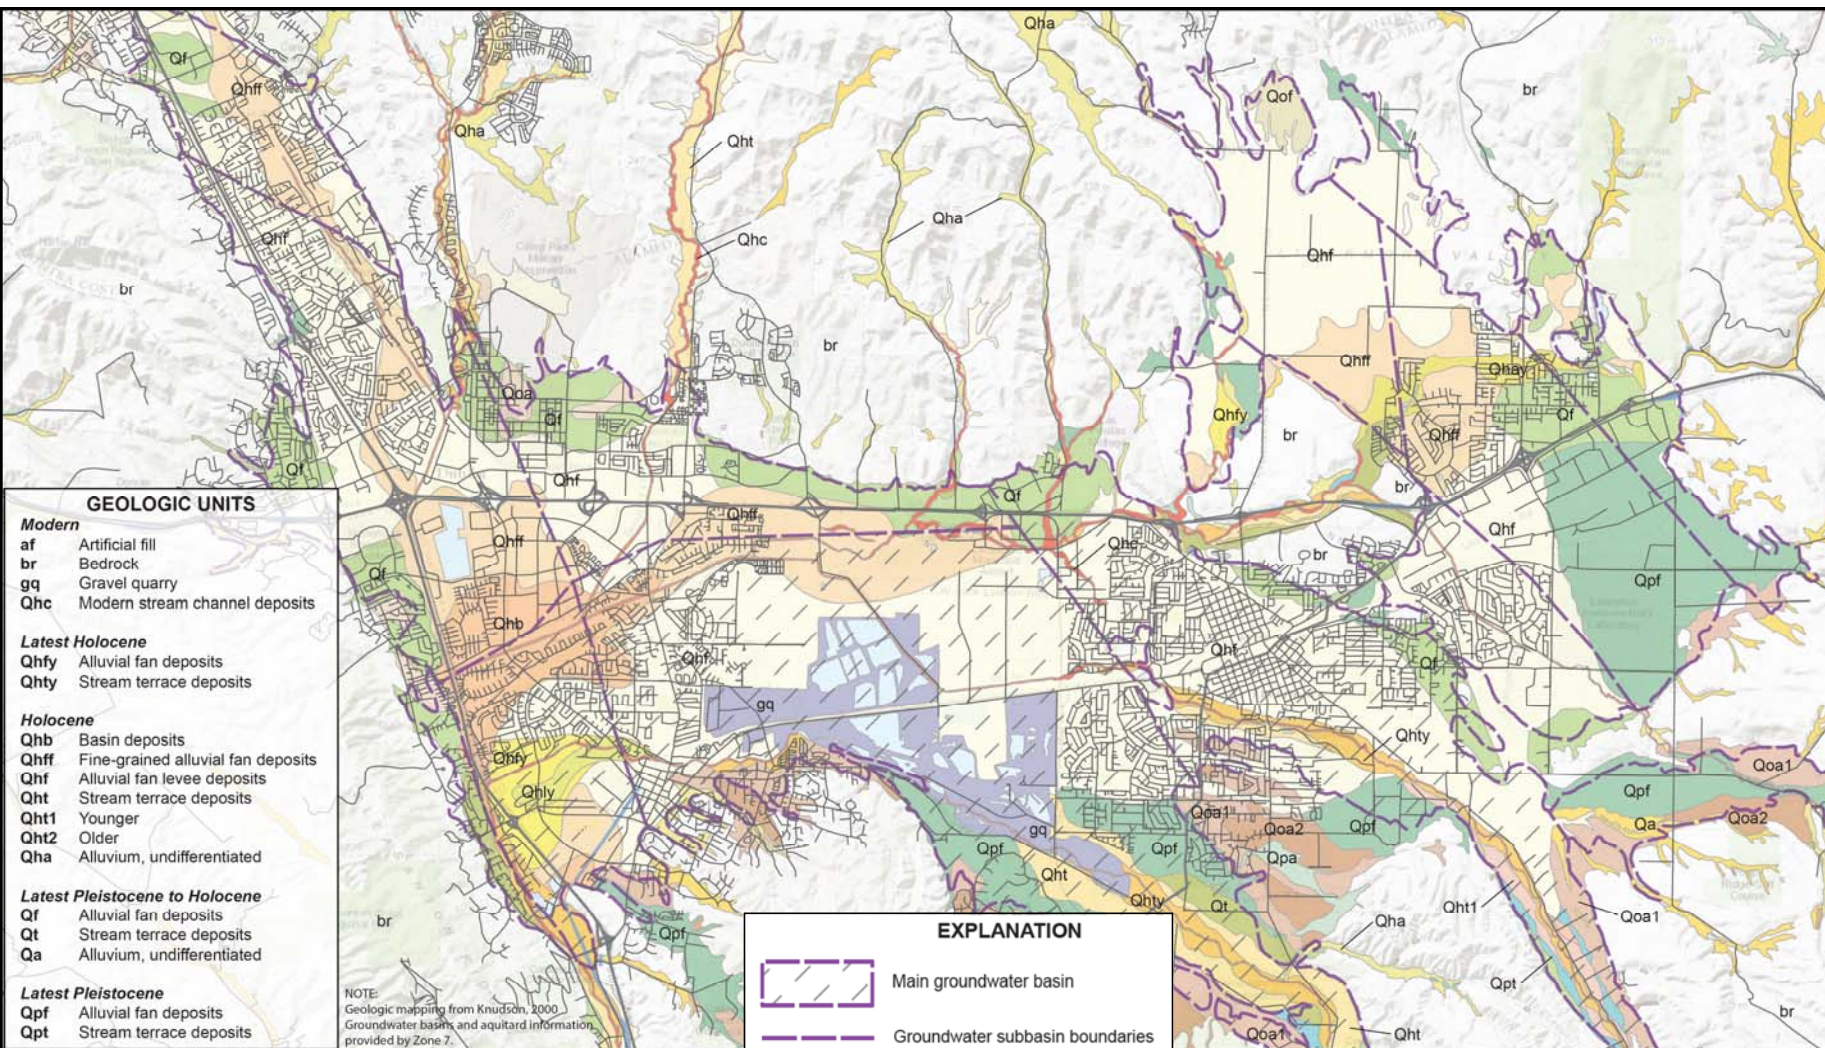 Qha
Qf
Qhff
br
Qof
Qha
Qht
Qha
Qhc
Qhf
Qhf
br
br
Qhff
Qhay
Qoa
Qf
Qhfy
Qf
br
Qhff
Qf
Qhf
br
Qf
Qhff
Qhf
Qhff
Qhc
br
Qf
Qpf
Qhb
Qhf
Qhf
Qf
gq
Qhty
Qhfy
Qoa1
Qhly
Qpf
Qoa1
Qoa2
Qpf
Qa
Qoa2
gq
Qpf
Qpf
Qpa
Qht
Qhty
Qt
Qha
Qht1
Qoa1
br
Qpf
Qpt
br
Qoa1
Qht
GEOLOGIC UNITS
Modern
af Artificial fill
br Bedrock
gq Gravel quarry
Qhc Modern stream channel deposits
Latest Holocene
Qhfy Alluvial fan deposits
Qhty Stream terrace deposits
Holocene
Qhb Basin deposits
Qhff Fine-grained alluvial fan deposits
Qhf Alluvial fan levee deposits
Qht Stream terrace deposits
Qht1 Younger
Qht2 Older
Qha Alluvium, undifferentiated
Latest Pleistocene to Holocene
Qf Alluvial fan deposits
Qt Stream terrace deposits
Qa Alluvium, undifferentiated
Latest Pleistocene
Qpf Alluvial fan deposits
Qpt Stream terrace deposits
NOTE:
Geologic mapping from Knudson, 2000
Groundwater basins and aquitard information
provided by Zone 7.
EXPLANATION
Main groundwater basin
Groundwater subbasin boundaries